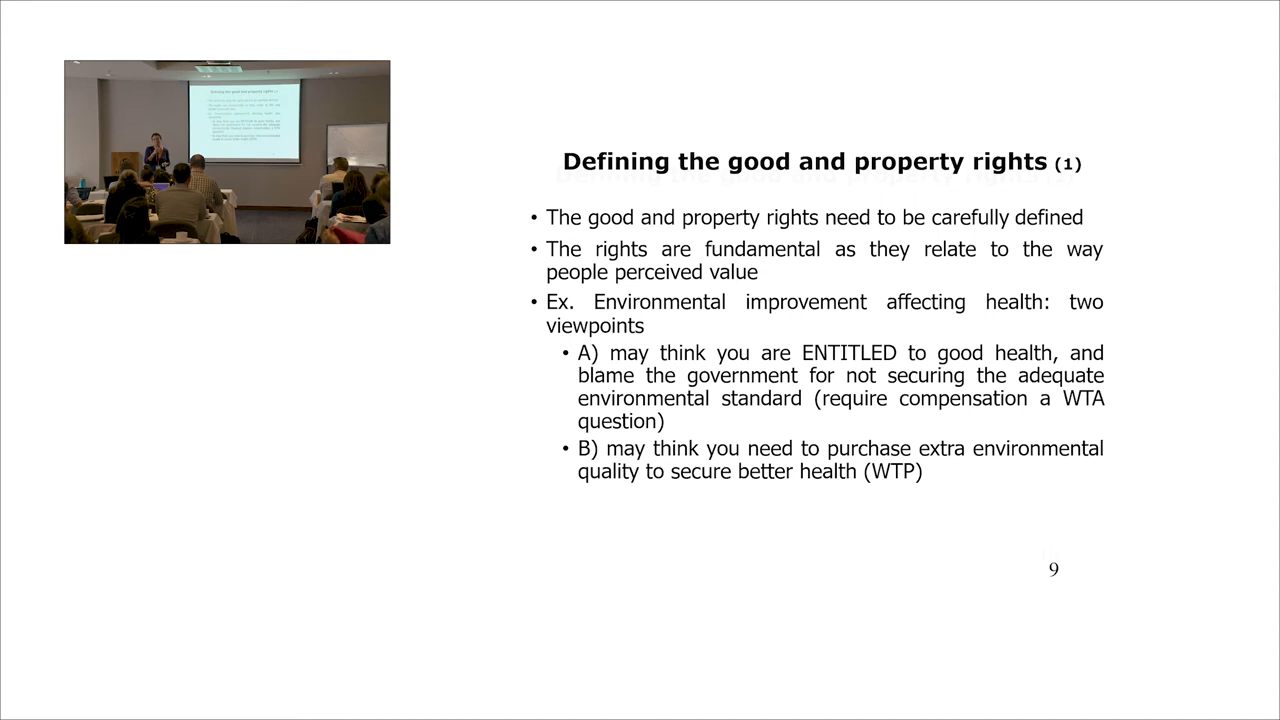 Defining the good and property rights (1)
• The good and property rights need to be carefully defined
• The rights are fundamental as they relate to the way
people perceived value
• Ex. Environmental improvement affecting health: two
viewpoints
• A) may think you are ENTITLED to good health, and
blame the government for not securing the adequate
environmental standard (require compensation a WTA
question)
• B) may think you need to purchase extra environmental
quality to secure better health (WTP)
9